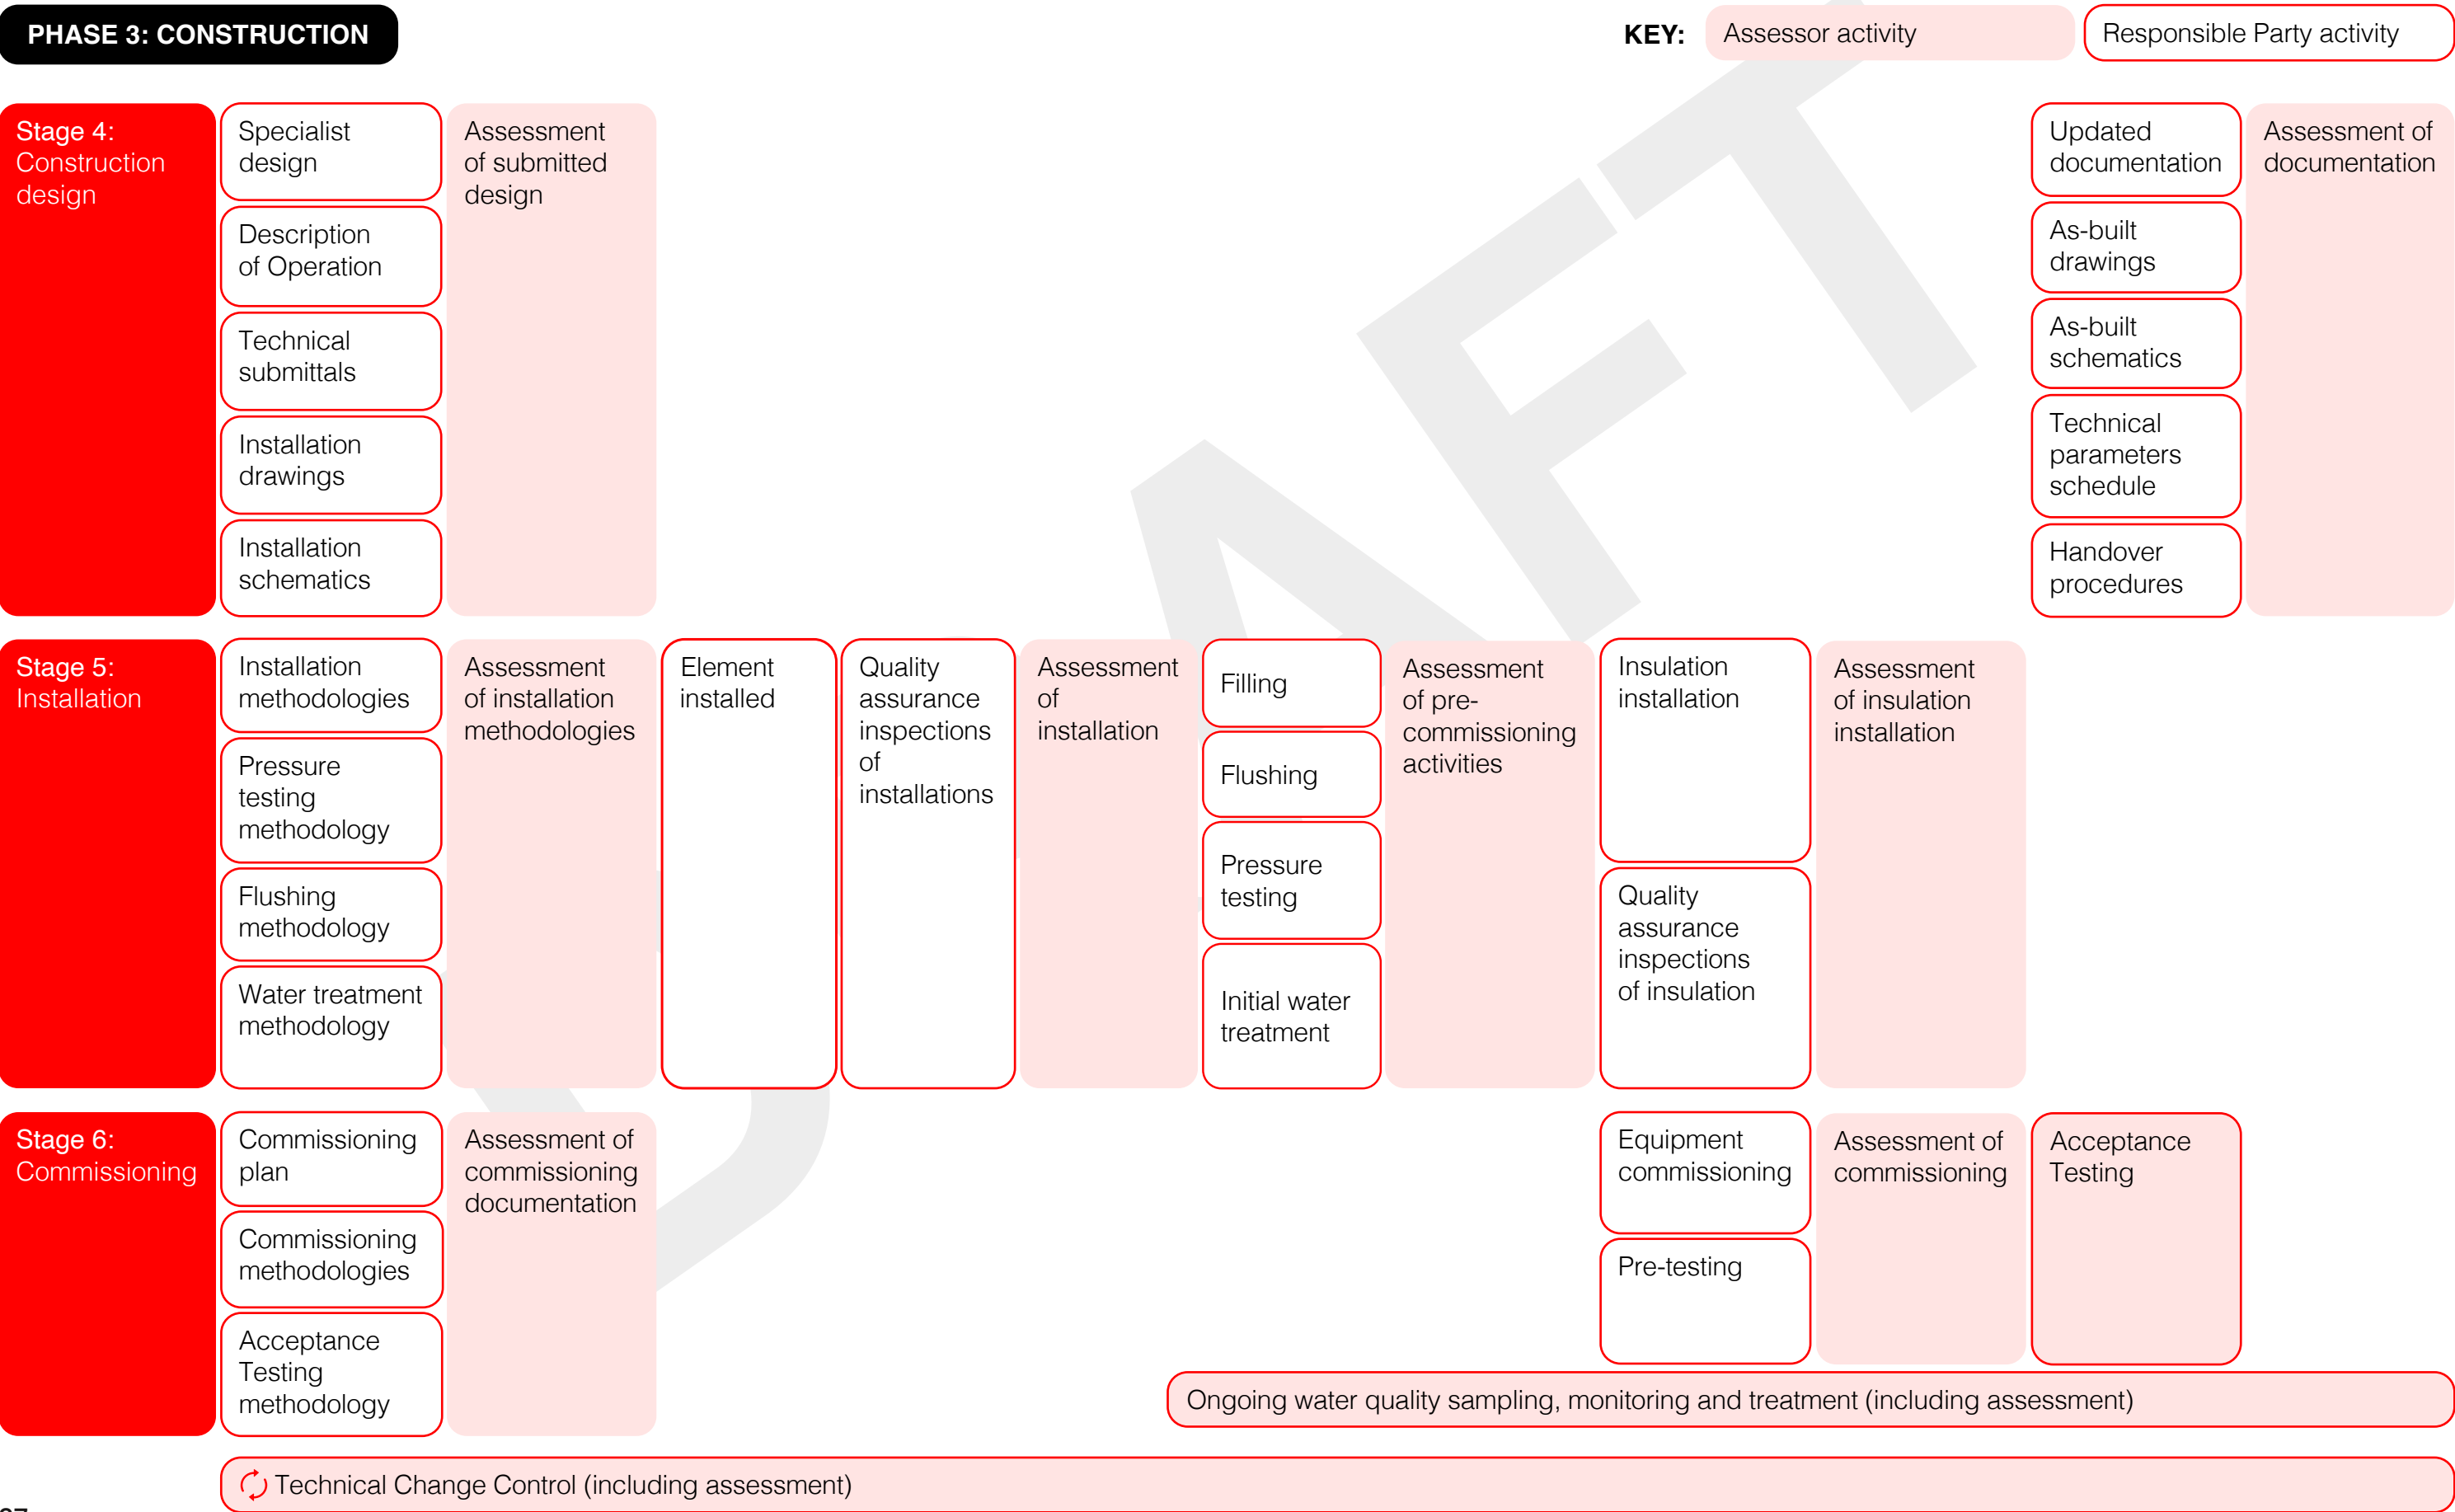 PHASE 3: CONSTRUCTION
KEY:
Assessor activity
Responsible Party activity
Stage 4:
Construction
design
Specialist
design
Description
of Operation
Technical
submittals
Installation
drawings
Installation
schematics
Assessment
of submitted
design
Updated
documentation
As-built
drawings
As-built
schematics
Technical
parameters
schedule
Handover
procedures
Assessment of
documentation
Stage 5:
Installation
Installation
methodologies
Pressure
testing
methodology
Flushing
methodology
Water treatment
methodology
Assessment
of installation
methodologies
Element
installed
Quality
assurance
inspections
of
installations
Assessment
of
installation
Filling
Flushing
Pressure
testing
Initial water
treatment
Assessment
of pre-
commissioning
activities
Insulation
installation
Quality
assurance
inspections
of insulation
Assessment
of insulation
installation
Stage 6:
Commissioning
Commissioning
plan
Commissioning
methodologies
Acceptance
Testing
methodology
Assessment of
commissioning
documentation
Equipment
commissioning
Pre-testing
Assessment of
commissioning
Acceptance
Testing
Ongoing water quality sampling, monitoring and treatment (including assessment)
Technical Change Control (including assessment)
DRAFT